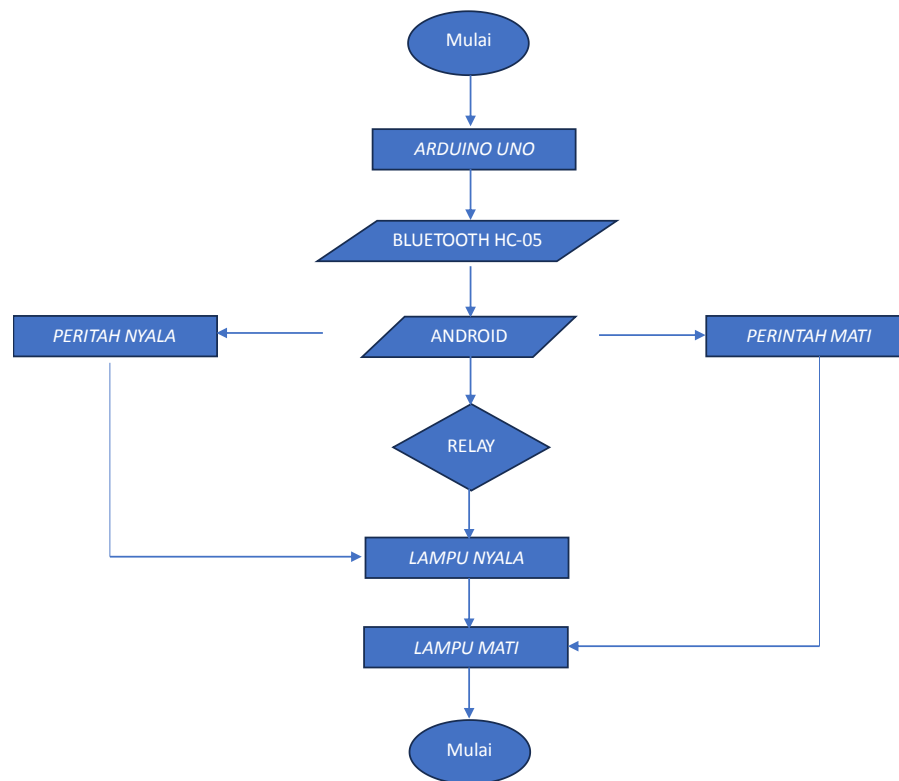 Mulai
ARDUINO UNO
BLUETOOTH HC-05
PERITAH NYALA
ANDROID
PERINTAH MATI
RELAY
LAMPU NYALA
LAMPU MATI
Mulai